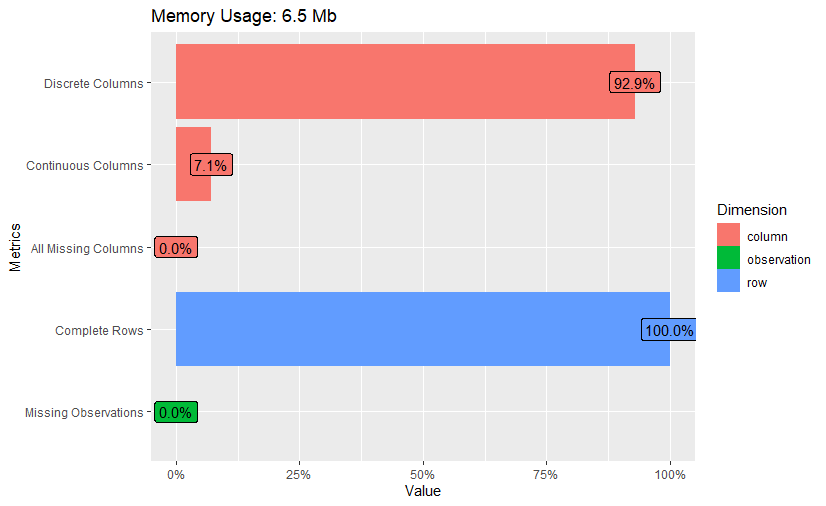 Memory Usage: 6.5 Mb
Discrete Columns
92.9%
Continuous Columns
7.1%
All Missing Columns
0.0%
Complete Rows
100.0%
Missing Observations
0.0%
Metrics
0%
25%
50%
75%
100%
Value
Dimension
column
observation
row